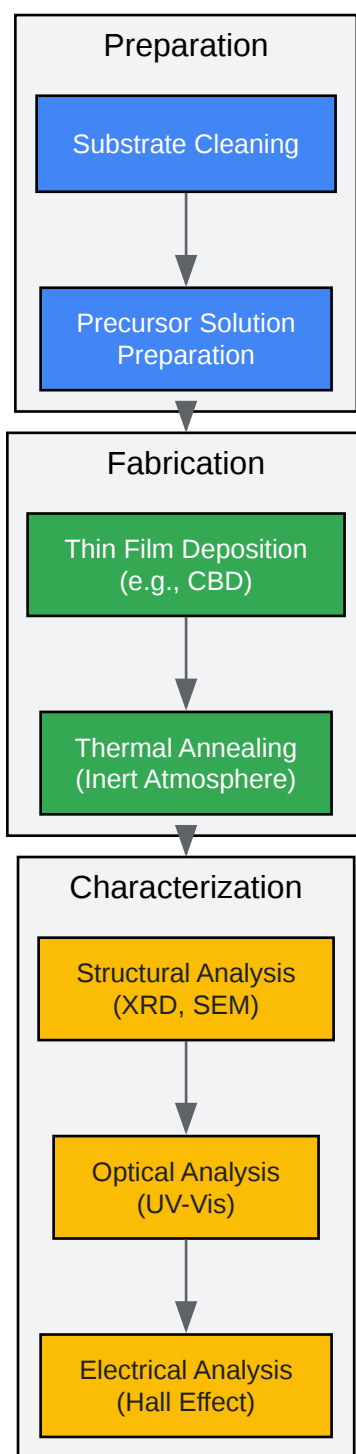 Preparation
Substrate Cleaning
Precursor Solution
Preparation
Fabrication
Thin Film Deposition
(e.g., CBD)
Thermal Annealing
(Inert Atmosphere)
Characterization
Structural Analysis
(XRD, SEM)
Optical Analysis
(UV-Vis)
Electrical Analysis
(Hall Effect)